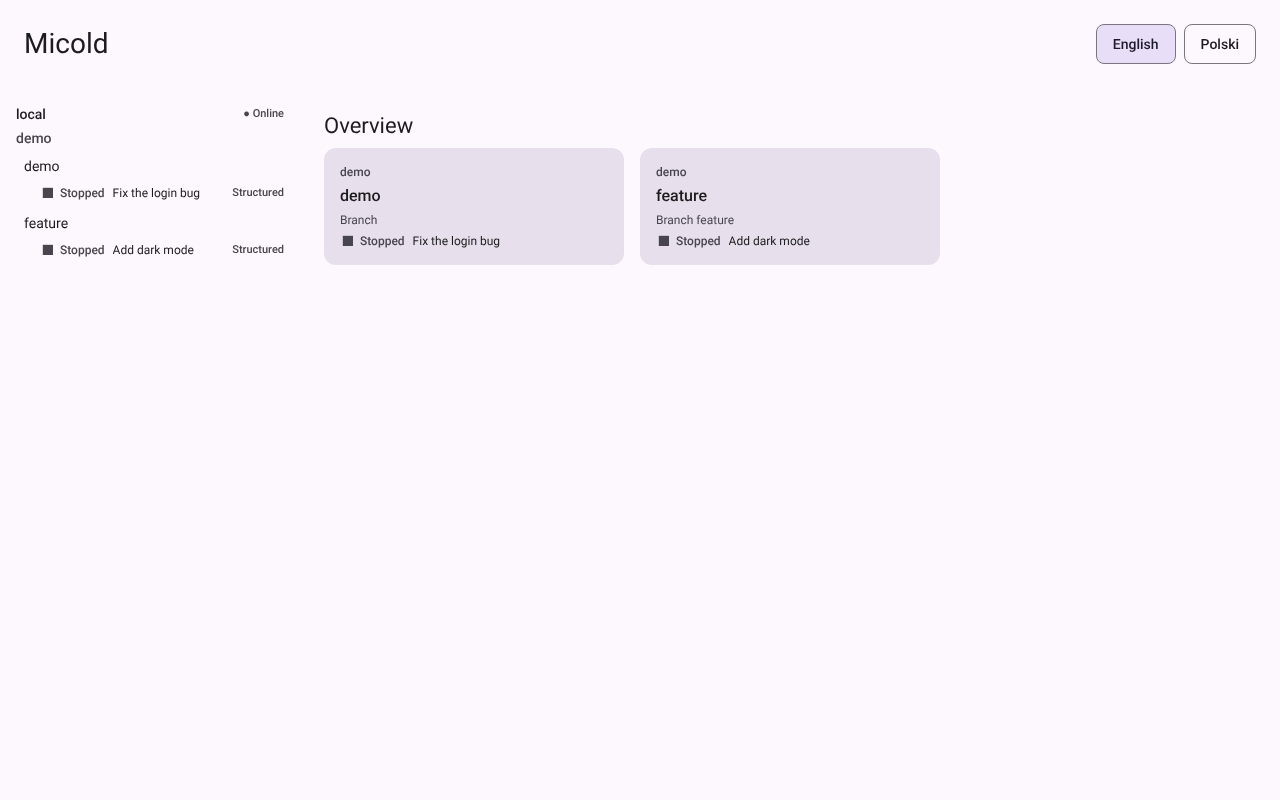 Micold
English
Polski
local
● Online
demo
demo
Stopped Fix the login bug Structured
feature
Stopped Add dark mode Structured
Overview
demo
demo
Branch
Stopped Fix the login bug
demo
feature
Branch feature
Stopped Add dark mode